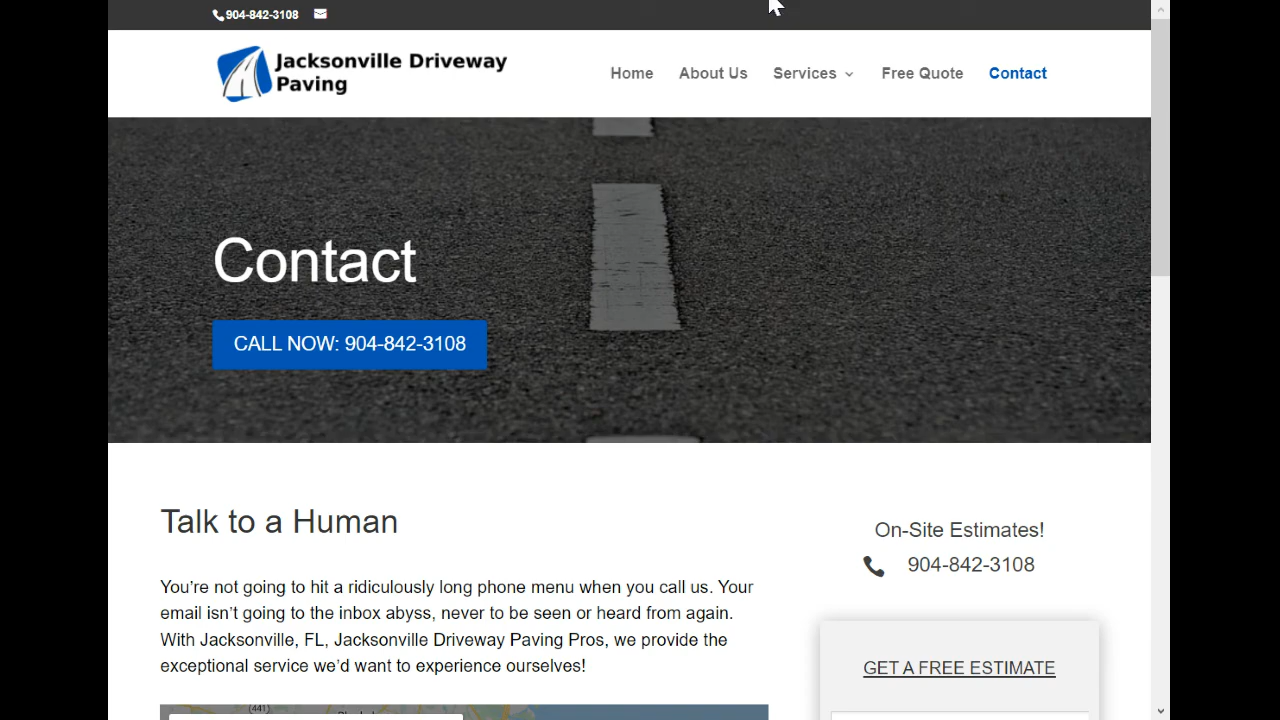 904-842-3108
Jacksonville Driveway
Paving
Home About Us Services Free Quote Contact
Contact
CALL NOW: 904-842-3108
Talk to a Human
You're not going to hit a ridiculously long phone menu when you call us. Your
email isn't going to the inbox abyss, never to be seen or heard from again.
With Jacksonville, FL, Jacksonville Driveway Paving Pros, we provide the
exceptional service we'd want to experience ourselves!
On-Site Estimates!
904-842-3108
GET A FREE ESTIMATE
441